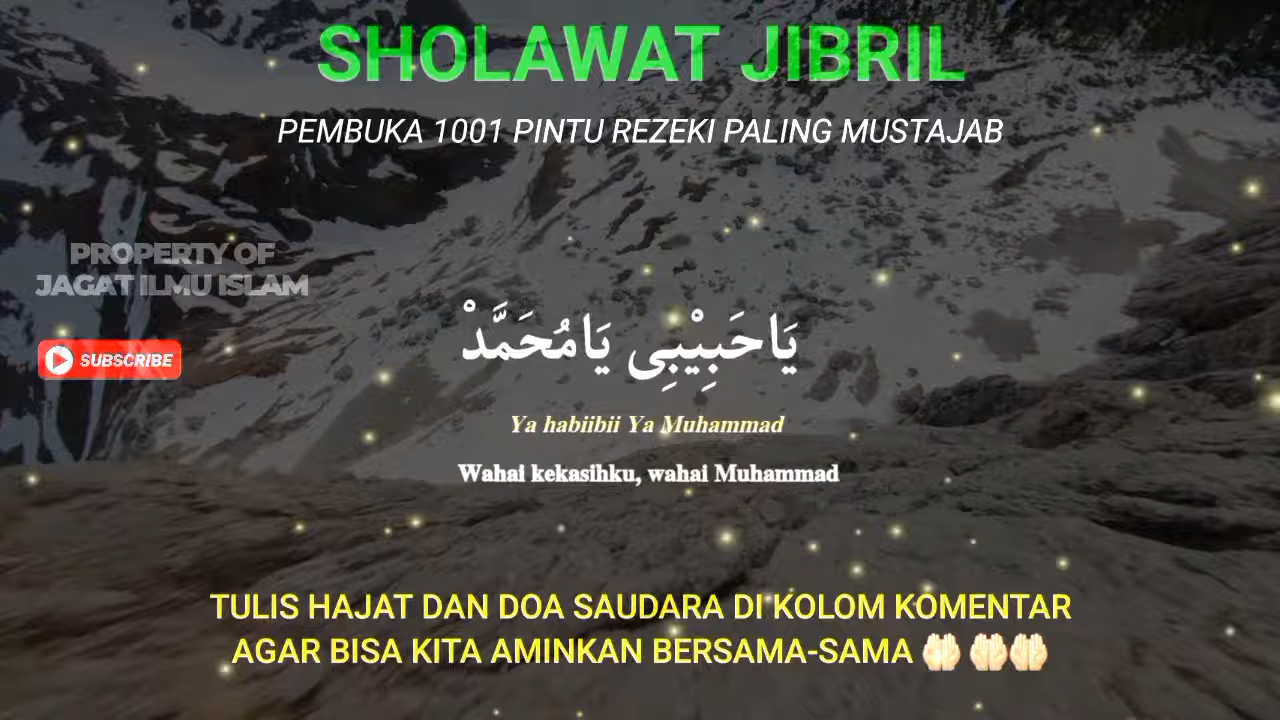 SHOLAWAT JIBRIL
PEMBUKA 1001 PINTU REZEKI PALING MUSTAJAB
PROPERTY OF
JAGAT ILMU ISLAM
يَاحَبِيْبِى يَامُحَمَّدْ
SUBSCRIBE
Ya habiibii Ya Muhammad
Wahai kekasihku, wahai Muhammad
TULIS HAJAT DAN DOA SAUDARA DI KOLOM KOMENTAR
AGAR BISA KITA AMINKAN BERSAMA-SAMA 🤲🏻 🤲🏻🤲🏻